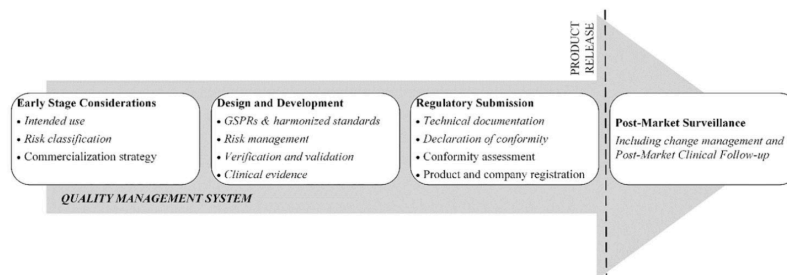 PRODUCT
RELEASE
Early Stage Considerations
• Intended use
• Risk classification
• Commercialization strategy
Design and Development
• GSPRs & harmonized standards
• Risk management
• Verification and validation
• Clinical evidence
Regulatory Submission
• Technical documentation
• Declaration of conformity
• Conformity assessment
• Product and company registration
Post-Market Surveillance
Including change management and
Post-Market Clinical Follow-up
QUALITY MANAGEMENT SYSTEM